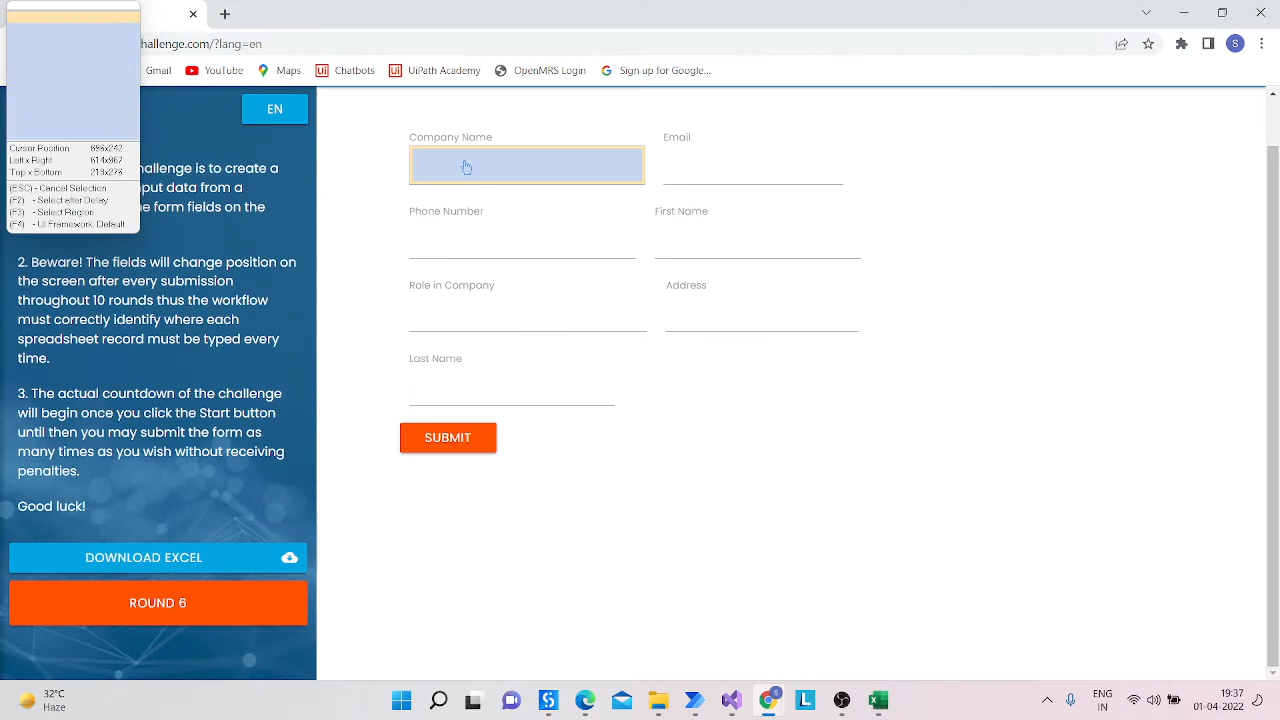 challenge.com/?lang=en
Gmail
YouTube
Maps
Ui Chatbots
Ui UiPath Academy
OpenMRS Login
Sign up for Google...
S
EN
Cursor Position 698x242
Left x Right 614x967
Top x Bottom 218x276
(ESC) - Cancel Selection
(F2) - Select after Delay
(F3) - Select Region
(F4) - UI Framework: Default
challenge is to create a
put data from a
the form fields on the
2. Beware! The fields will change position on
the screen after every submission
throughout 10 rounds thus the workflow
must correctly identify where each
spreadsheet record must be typed every
time.
3. The actual countdown of the challenge
will begin once you click the Start button
until then you may submit the form as
many times as you wish without receiving
penalties.
Good luck!
DOWNLOAD EXCEL
ROUND 6
Company Name
Email
Phone Number
First Name
Role in Company
Address
Last Name
SUBMIT
32°C
Haze
ENG
IN
19:37
01-04-2022